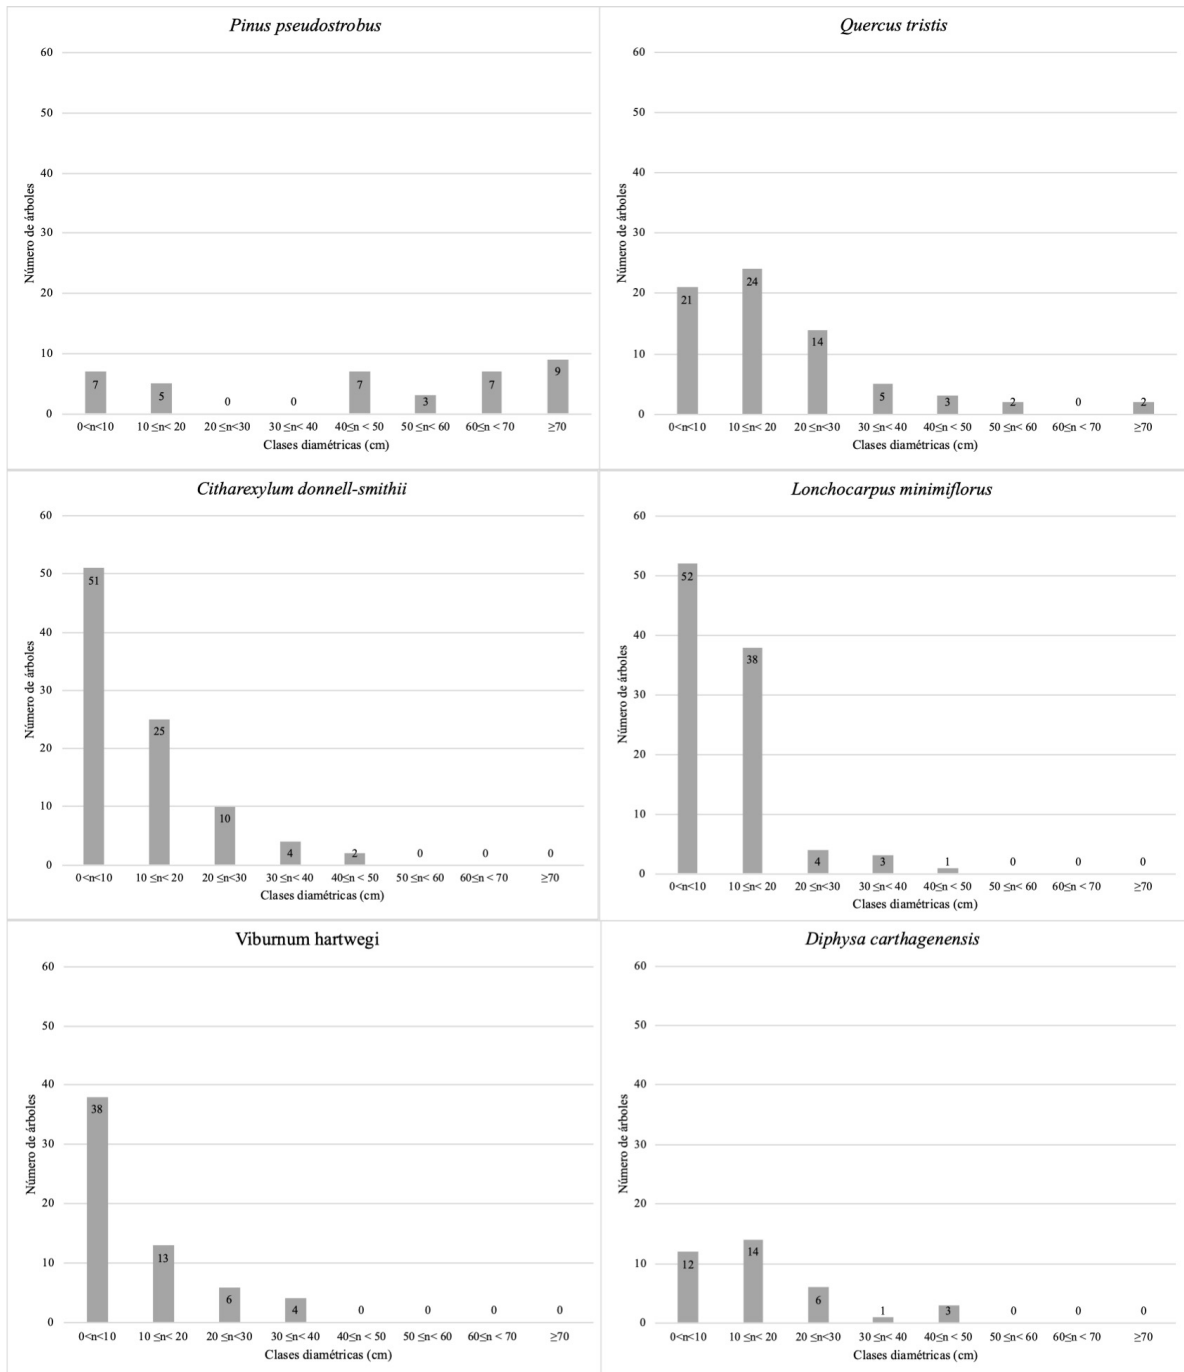 Pinus pseudostrobus
60
50
40
30
20
10
0
Número de árboles
7
5
0
0
7
3
7
9
0<n<10
10 ≤n< 20
20 ≤n<30
30 ≤n< 40
40≤n < 50
50 ≤n< 60
60≤n < 70
≥70
Clases diamétricas (cm)
Quercus tristis
60
50
40
30
20
10
0
Número de árboles
21
24
14
5
3
2
0
2
0<n<10
10 ≤n< 20
20 ≤n<30
30 ≤n< 40
40≤n < 50
50 ≤n< 60
60≤n < 70
≥70
Clases diamétricas (cm)
Citharexylum donnell-smithii
60
50
40
30
20
10
0
Número de árboles
51
25
10
4
2
0
0
0
0<n<10
10 ≤n< 20
20 ≤n<30
30 ≤n< 40
40≤n < 50
50 ≤n< 60
60≤n < 70
≥70
Clases diamétricas (cm)
Lonchocarpus minimiflorus
60
50
40
30
20
10
0
Número de árboles
52
38
4
3
1
0
0
0
0<n<10
10 ≤n< 20
20 ≤n<30
30 ≤n< 40
40≤n < 50
50 ≤n< 60
60≤n < 70
≥70
Clases diamétricas (cm)
Viburnum hartwegi
60
50
40
30
20
10
0
Número de árboles
38
13
6
4
0
0
0
0
0<n<10
10 ≤n< 20
20 ≤n<30
30 ≤n< 40
40≤n < 50
50 ≤n< 60
60≤n < 70
≥70
Clases diamétricas (cm)
Diphysa carthagenensis
60
50
40
30
20
10
0
Número de árboles
12
14
6
1
3
0
0
0
0<n<10
10 ≤n< 20
20 ≤n<30
30 ≤n< 40
40≤n < 50
50 ≤n< 60
60≤n < 70
≥70
Clases diamétricas (cm)